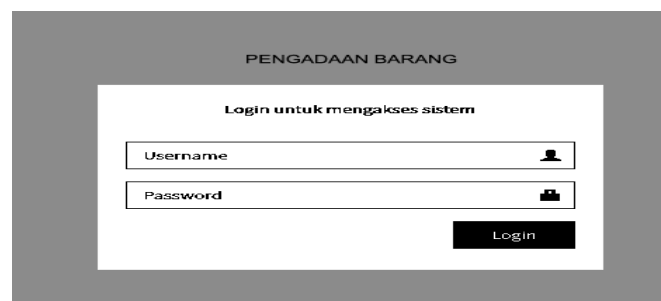 PENGADAAN BARANG
Login untuk mengakses sistem
Username
Password
Login